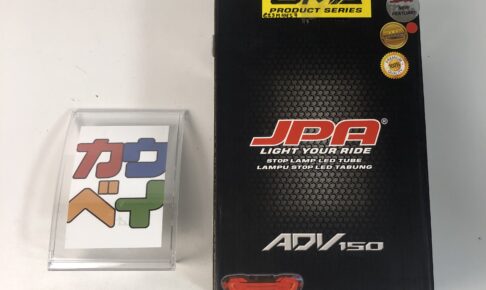 カウ
ベイ
PRODUCT SERIES
JPA®
LIGHT YOUR RIDE
STOP LAMP LED TUBE
LAMPU STOP LED TABUNG
ADV150